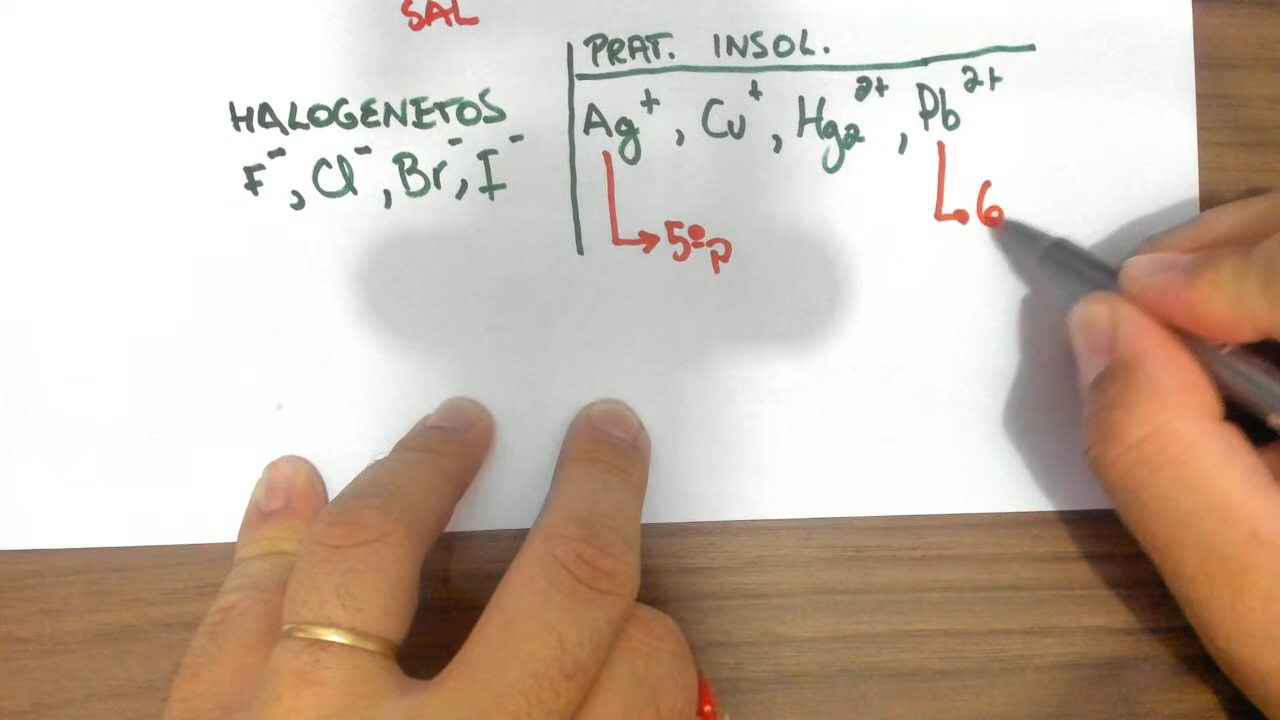 SAL
PRAT. INSOL.
HALOGENETOS
Ag⁺, Cu⁺, Hg₂²⁺, Pb²⁺
F⁻, Cl⁻, Br⁻, I⁻
5ºp
6